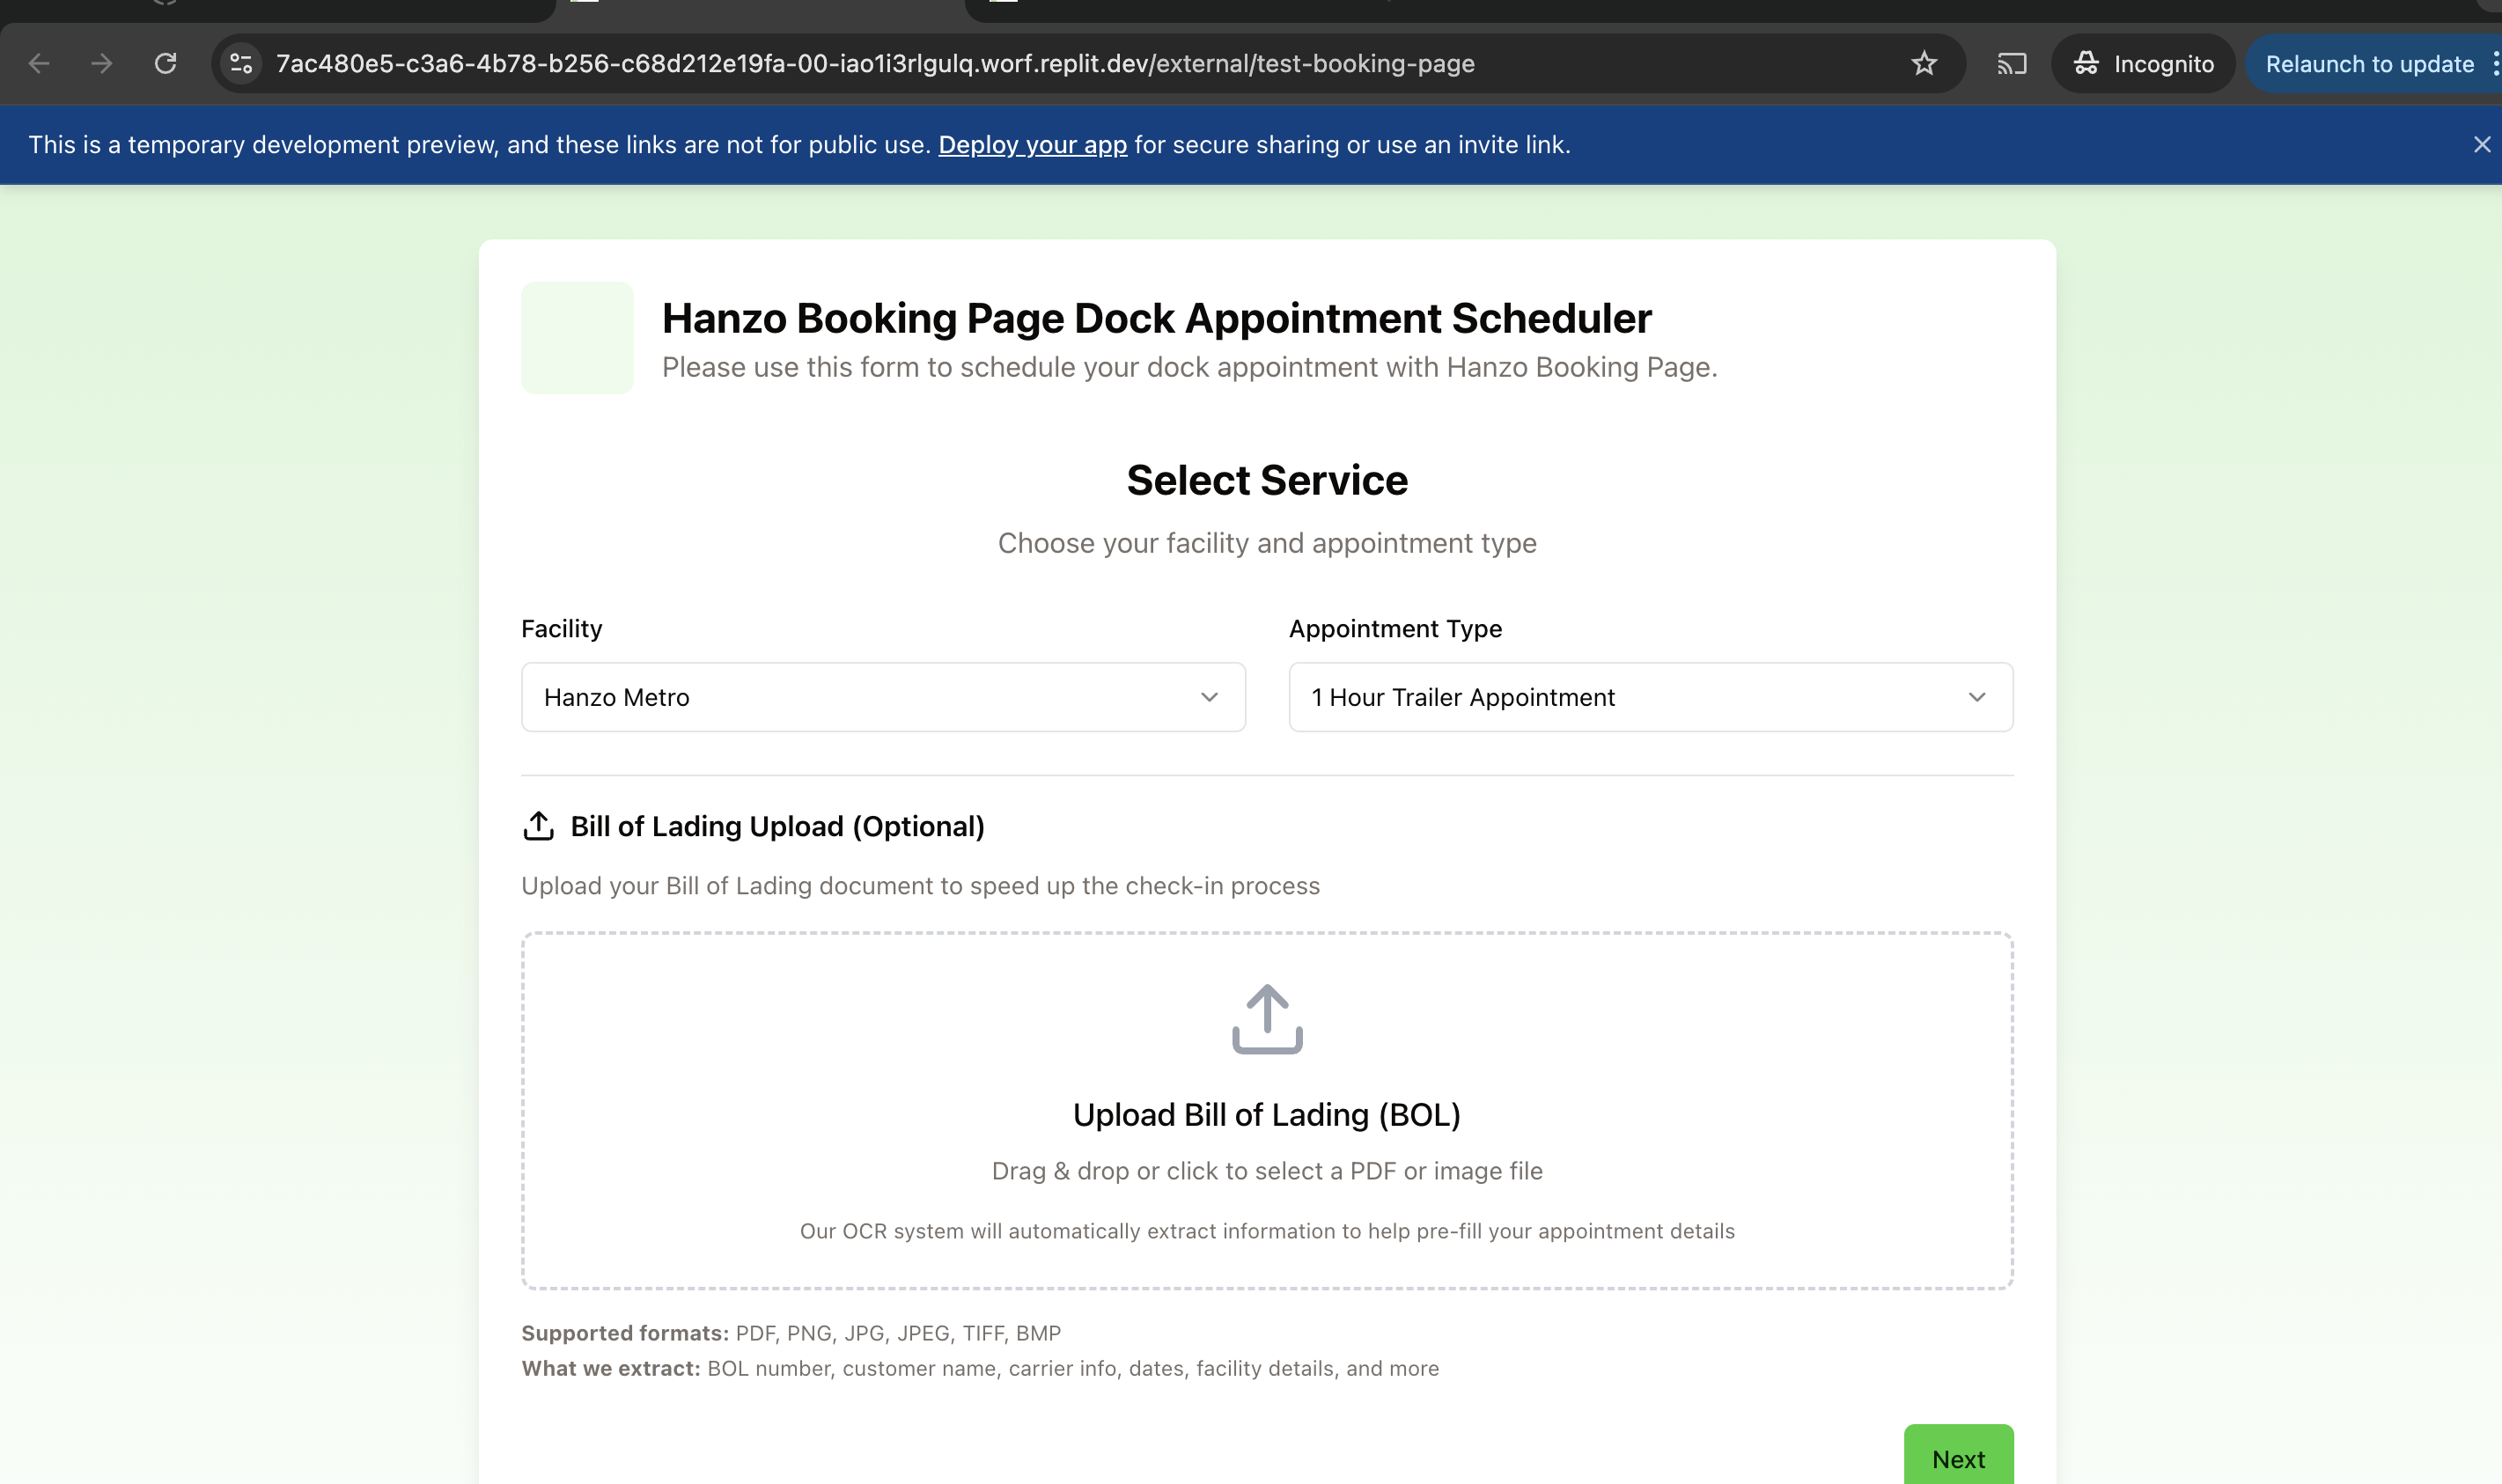 7ac480e5-c3a6-4b78-b256-c68d212e19fa-00-iao1i3rlgulq.worf.replit.dev/external/test-booking-page
Incognito
Relaunch to update
This is a temporary development preview, and these links are not for public use. Deploy your app for secure sharing or use an invite link.
Hanzo Booking Page Dock Appointment Scheduler
Please use this form to schedule your dock appointment with Hanzo Booking Page.
Select Service
Choose your facility and appointment type
Facility
Appointment Type
Hanzo Metro
1 Hour Trailer Appointment
Bill of Lading Upload (Optional)
Upload your Bill of Lading document to speed up the check-in process
Upload Bill of Lading (BOL)
Drag & drop or click to select a PDF or image file
Our OCR system will automatically extract information to help pre-fill your appointment details
Supported formats: PDF, PNG, JPG, JPEG, TIFF, BMP
What we extract: BOL number, customer name, carrier info, dates, facility details, and more
Next